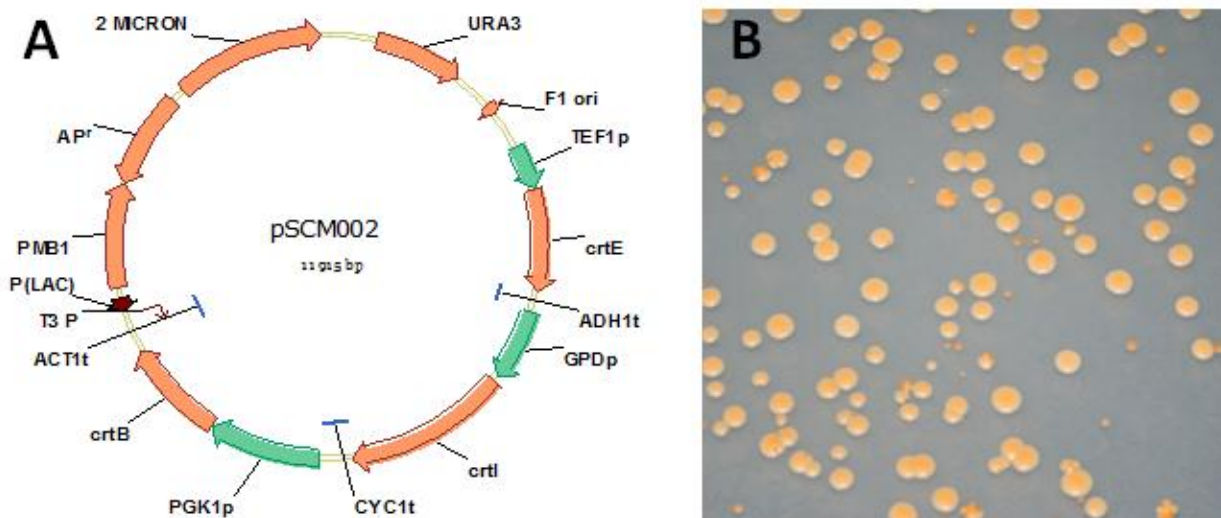 A
B
2 MICRON
URA3
F1 ori
TEF1p
APr
crtE
pSCM002
11915bp
PMB1
P(LAC)
T3 P
ACT1t
ADH1t
GPDp
crtB
crtI
PGK1p
CYC1t